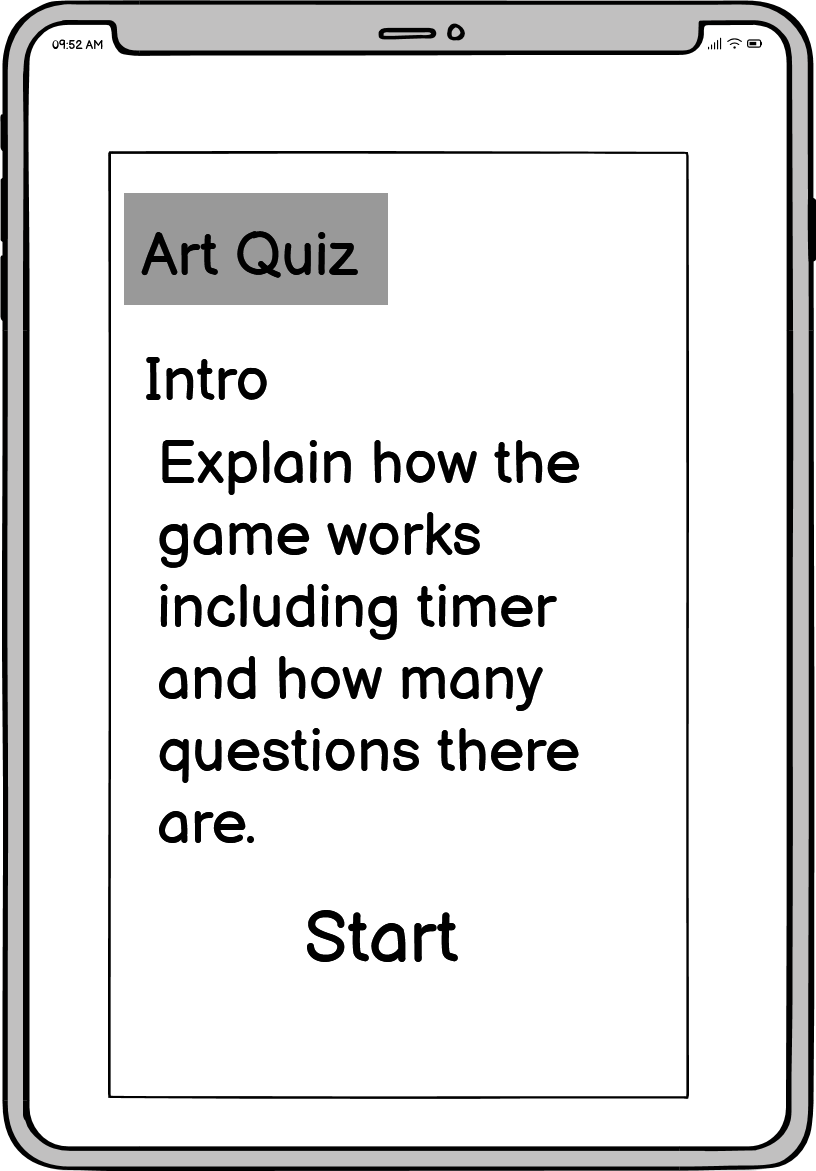 09:52 AM
Art Quiz
Intro
Explain how the
game works
including timer
and how many
questions there
are.
Start